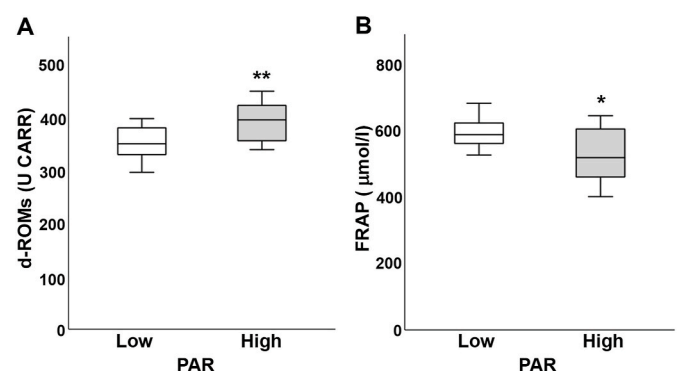 A
d-ROMs (U CARR)
500
400
300
200
100
0
**
Low
High
PAR
B
FRAP ( μmol/l)
800
600
400
200
0
*
Low
High
PAR